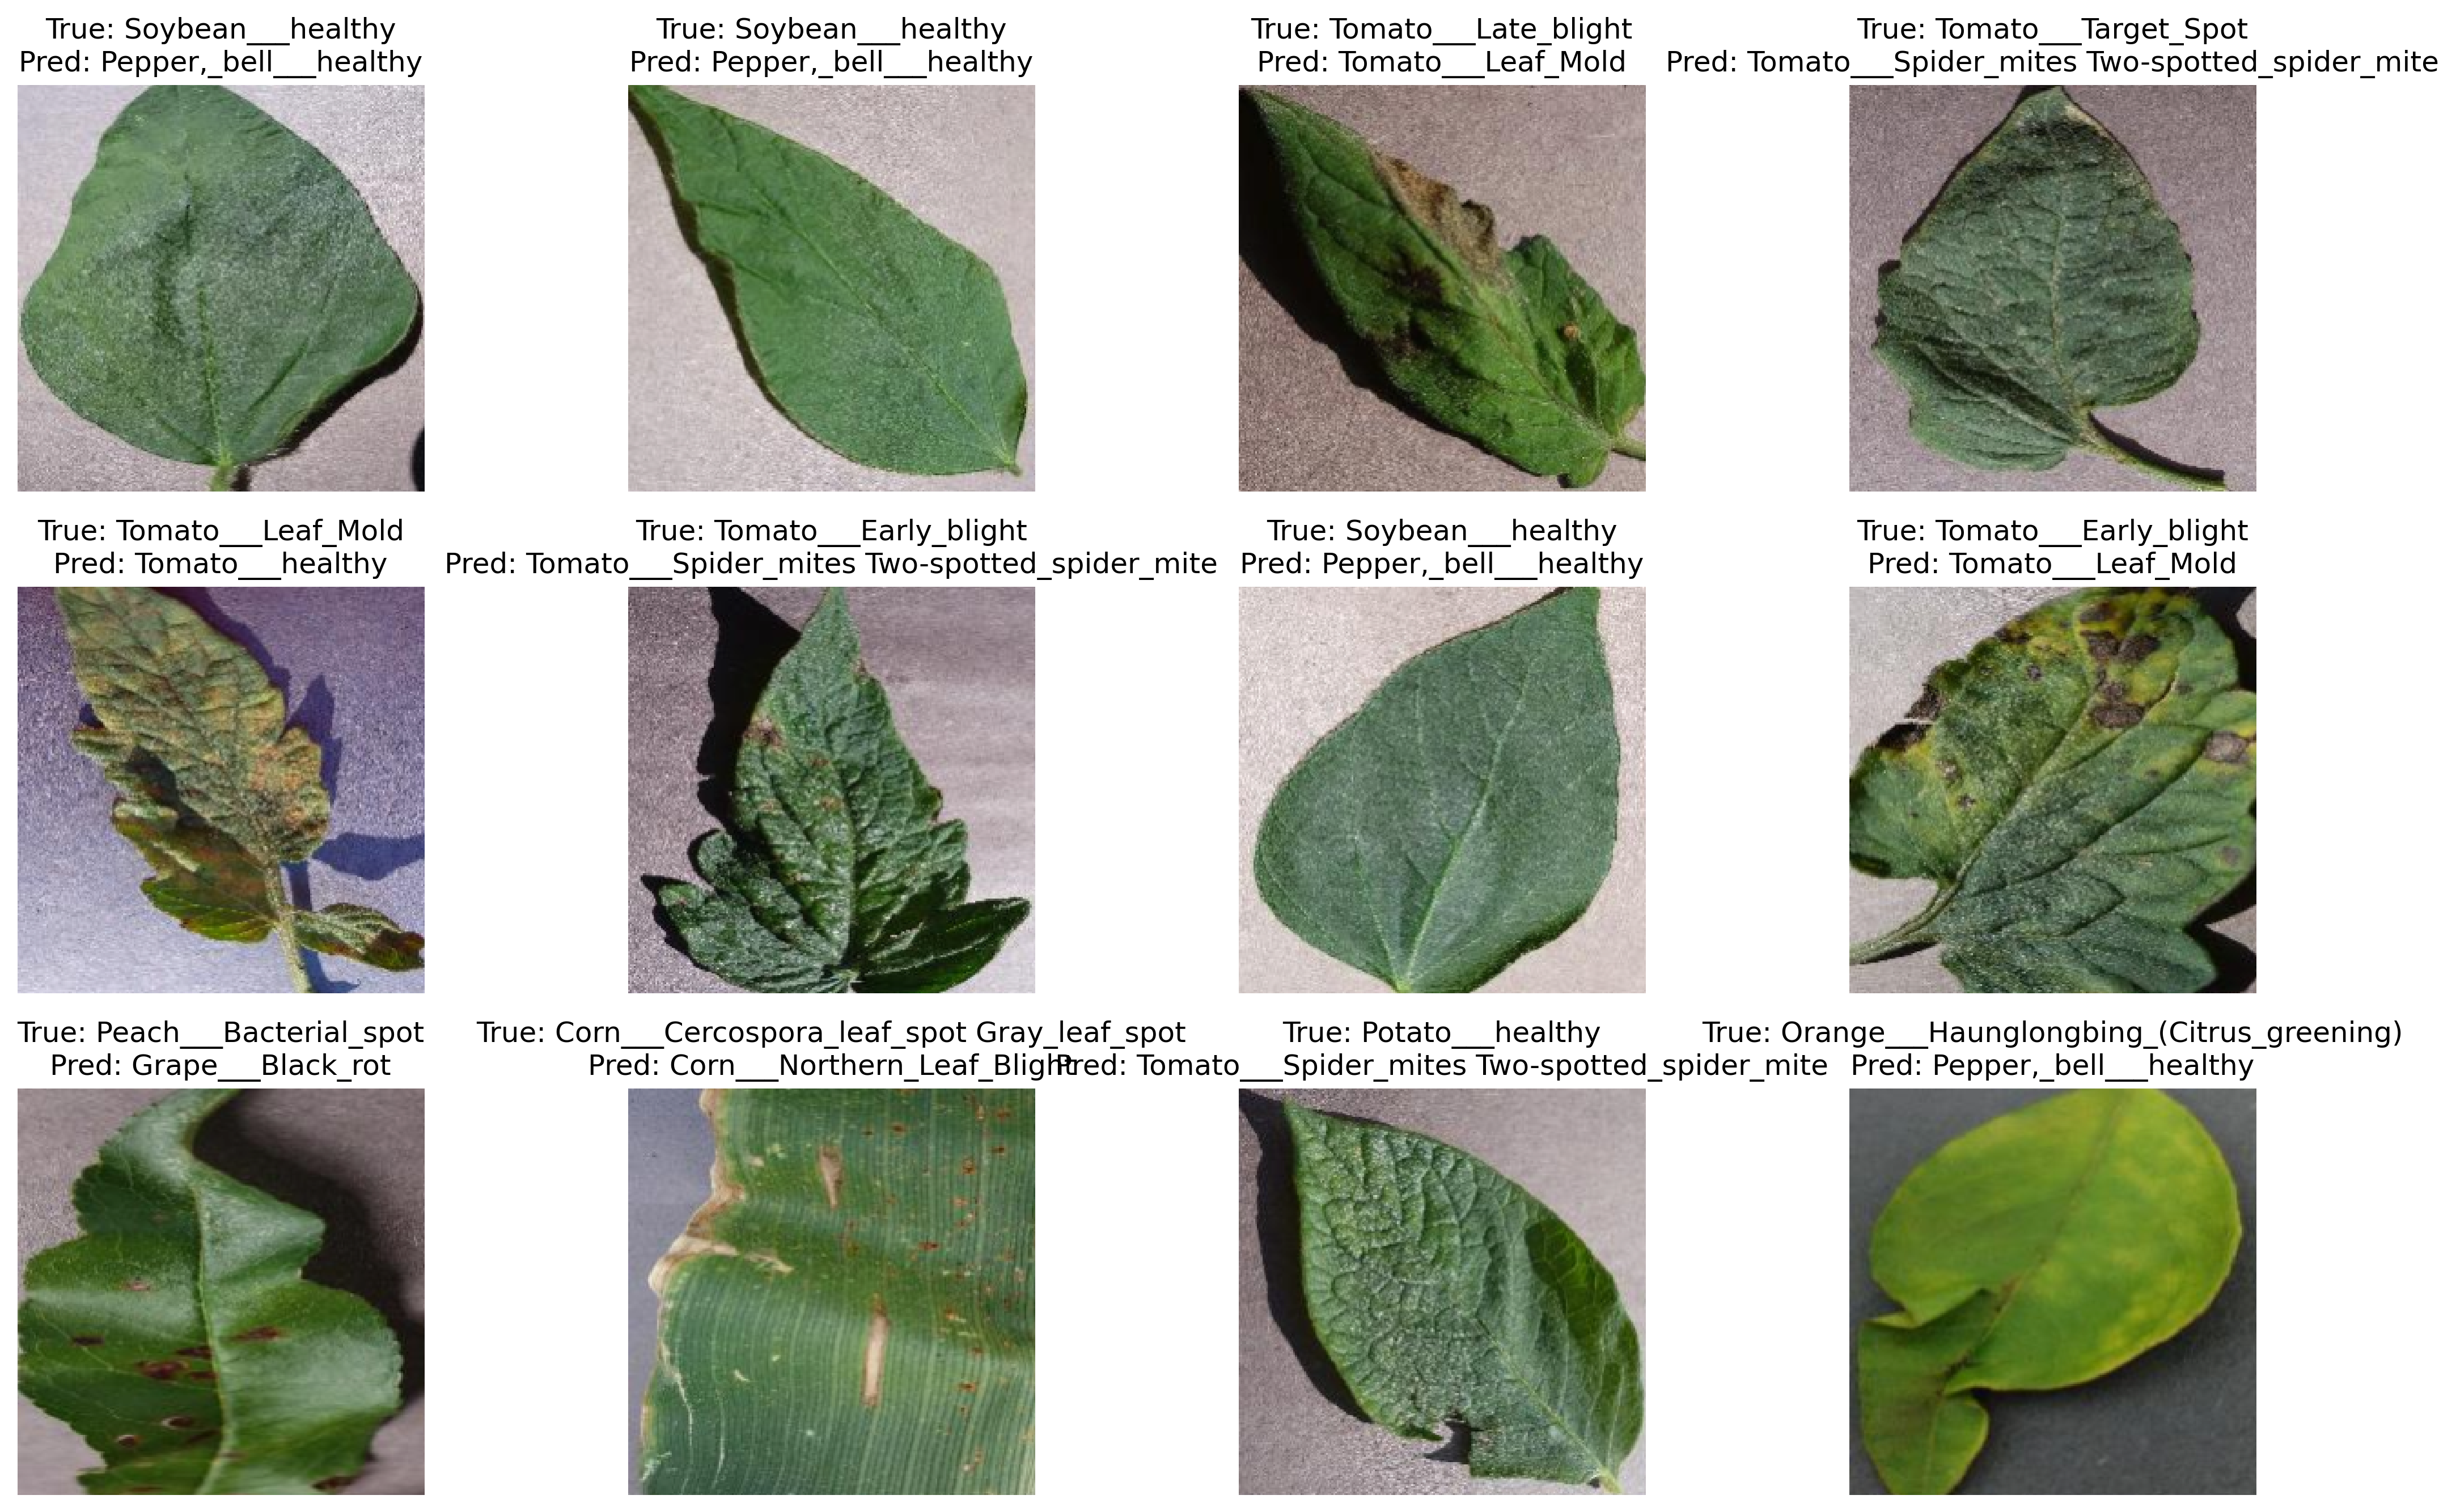 True: Soybean___healthy
Pred: Pepper,_bell___healthy
True: Soybean___healthy
Pred: Pepper,_bell___healthy
True: Tomato___Late_blight
Pred: Tomato___Leaf_Mold
True: Tomato___Target_Spot
Pred: Tomato___Spider_mites Two-spotted_spider_mite
True: Tomato___Leaf_Mold
Pred: Tomato___healthy
True: Tomato___Early_blight
Pred: Tomato___Spider_mites Two-spotted_spider_mite
True: Soybean___healthy
Pred: Pepper,_bell___healthy
True: Tomato___Early_blight
Pred: Tomato___Leaf_Mold
True: Peach___Bacterial_spot
Pred: Grape___Black_rot
True: Corn___Cercospora_leaf_spot Gray_leaf_spot
Pred: Corn___Northern_Leaf_Blight
True: Potato___healthy
Pred: Tomato___Spider_mites Two-spotted_spider_mite
True: Orange___Haunglongbing_(Citrus_greening)
Pred: Pepper,_bell___healthy